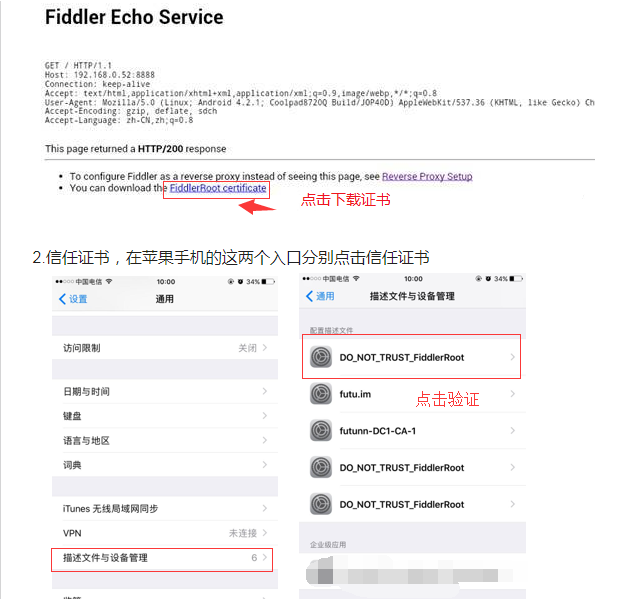 Fiddler Echo Service
GET / HTTP/1.1
Host: 192.168.0.52:8888
Connection: keep-alive
Accept: text/html,application/xhtml+xml,application/xml;q=0.9,image/webp,*/*;q=0.8
User-Agent: Mozilla/5.0 (Linux; Android 4.2.1; Coolpad8720Q Build/JOP40D) AppleWebKit/537.36 (KHTML, like Gecko) Ch
Accept-Encoding: gzip, deflate, sdch
Accept-Language: zh-CN,zh;q=0.8
This page returned a HTTP/200 response
• To configure Fiddler as a reverse proxy instead of seeing this page, see Reverse Proxy Setup
• You can download the FiddlerRoot certificate
点击下载证书
2.信任证书，在苹果手机的这两个入口分别点击信任证书
中国电信 10:00 34%
设置 通用
访问限制 关闭
日期与时间
键盘
语言与地区
词典
iTunes 无线局域网同步
VPN 未连接
描述文件与设备管理 6
中国电信 10:00 34%
通用 描述文件与设备管理
配置描述文件
DO_NOT_TRUST_FiddlerRoot
futu.im
点击验证
futunn-DC1-CA-1
DO_NOT_TRUST_FiddlerRoot
DO_NOT_TRUST_FiddlerRoot
企业级应用